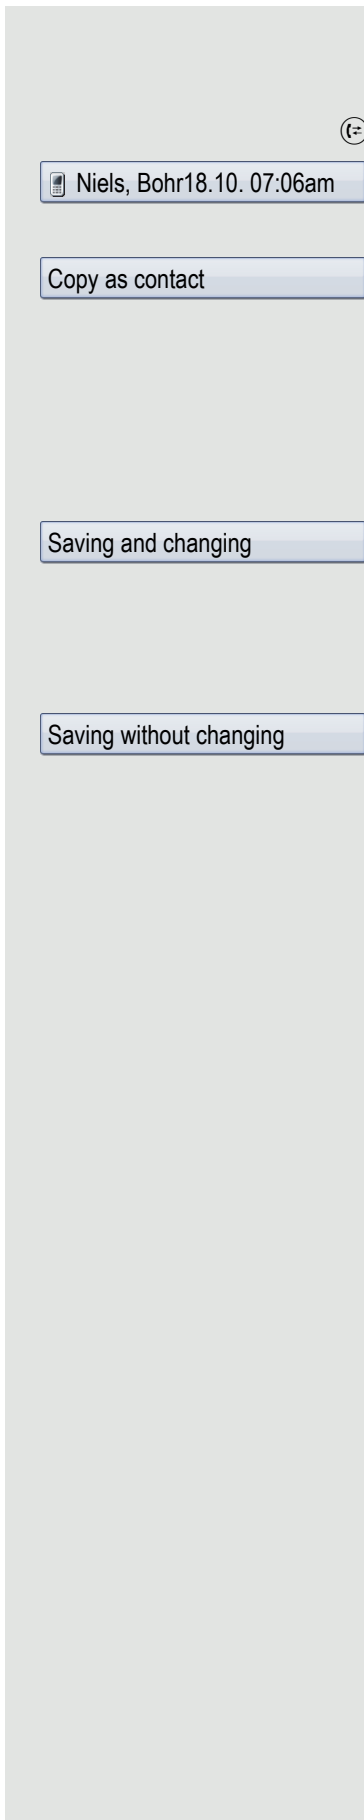 Niels, Bohr18.10. 07:06am
Copy as contact
Saving and changing
Saving without changing